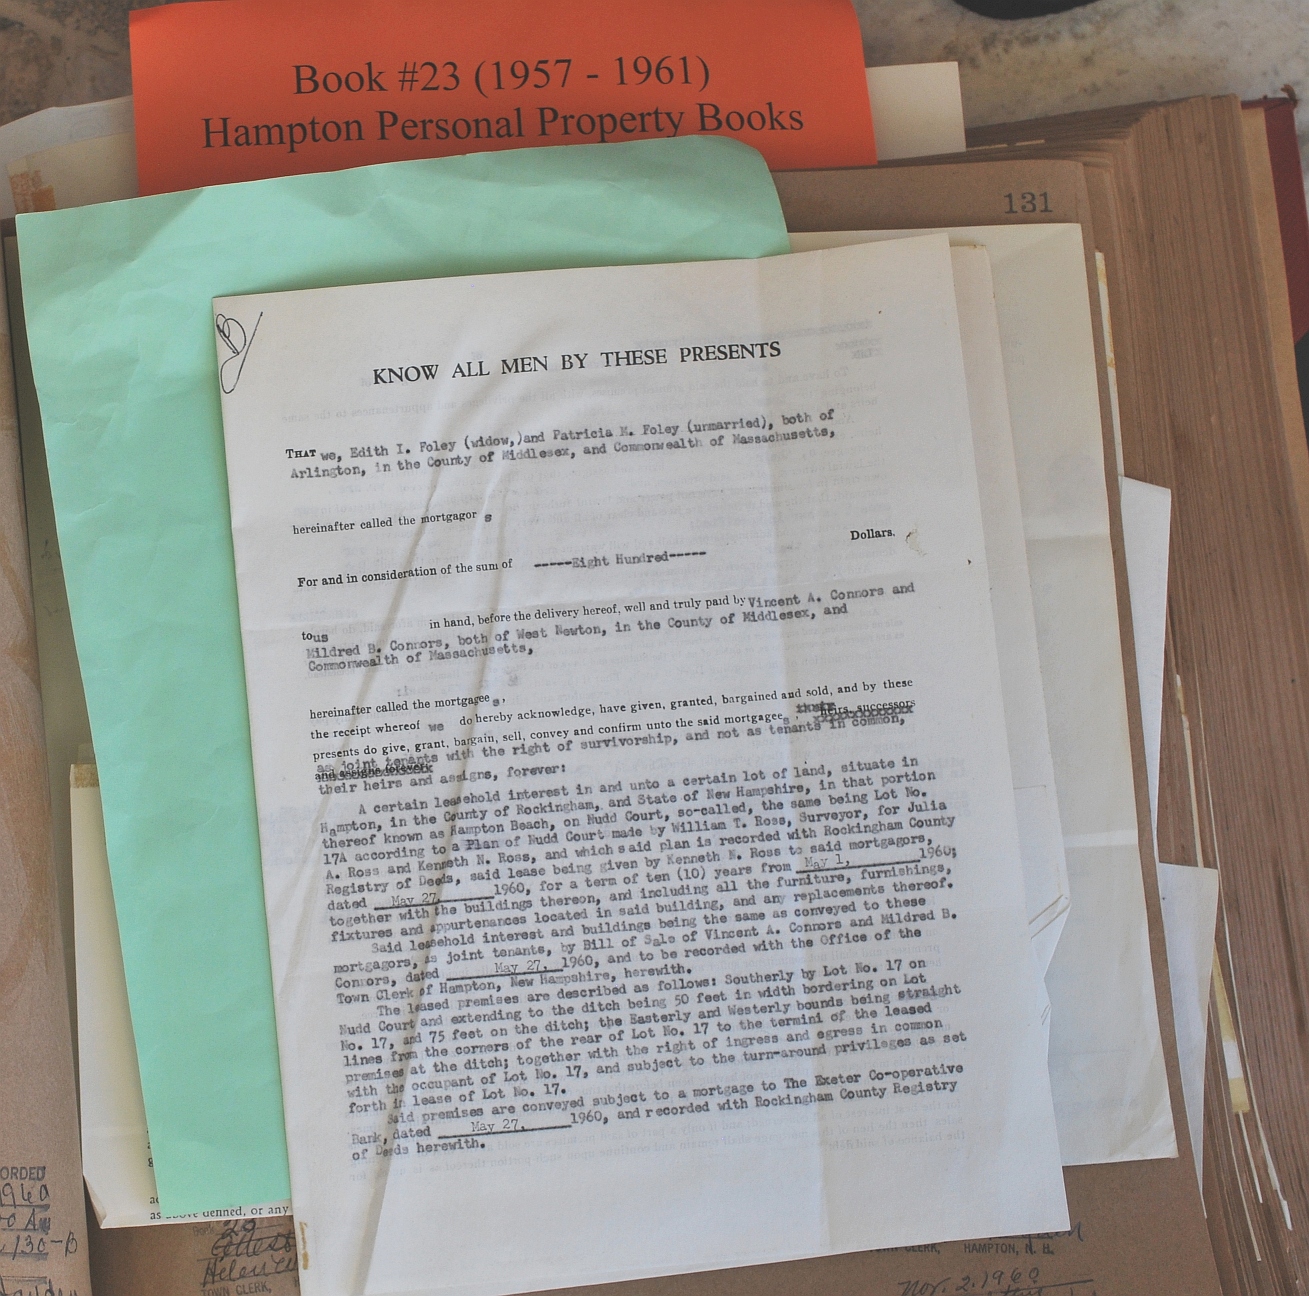 Book #23 (1957 - 1961)
Hampton Personal Property Books
131
KNOW ALL MEN BY THESE PRESENTS
THAT we, Edith I. Foley (widow,)and Patricia M. Foley (unmarried), both of
Arlington, in the County of Middlesex, and Commonwealth of Massachusetts,
hereinafter called the mortgagor s
For and in consideration of the sum of -----Eight Hundred----- Dollars.
to us in hand, before the delivery hereof, well and truly paid by Vincent A. Connors and
Mildred B. Connors, both of West Newton, in the County of Middlesex, and
Commonwealth of Massachusetts,
hereinafter called the mortgagee s,
the receipt whereof we do hereby acknowledge, have given, granted, bargained and sold, and by these
presents do give, grant, bargain, sell, convey and confirm unto the said mortgagee s their heirs, successors
as joint tenants with the right of survivorship, and not as tenants in common,
and assigns forever
their heirs and assigns, forever:
A certain leasehold interest in and unto a certain lot of land, situate in
Hampton, in the County of Rockingham, and State of New Hampshire, in that portion
thereof known as Hampton Beach, on Nudd Court, so-called, the same being Lot No.
17A according to a Plan of Nudd Court made by William T. Ross, Surveyor, for Julia
A. Ross and Kenneth N. Ross, and which said plan is recorded with Rockingham County
Registry of Deeds, said lease being given by Kenneth N. Ross to said mortgagors,
dated May 27, 1960, for a term of ten (10) years from May 1, 1960;
together with the buildings thereon, and including all the furniture, furnishings,
fixtures and appurtenances located in said building, and any replacements thereof.
Said leasehold interest and buildings being the same as conveyed to these
mortgagors, as joint tenants, by Bill of Sale of Vincent A. Connors and Mildred B.
Connors, dated May 27, 1960, and to be recorded with the Office of the
Town Clerk of Hampton, New Hampshire, herewith.
The leased premises are described as follows: Southerly by Lot No. 17 on
Nudd Court and extending to the ditch being 50 feet in width bordering on Lot
No. 17, and 75 feet on the ditch; the Easterly and Westerly bounds being straight
lines from the corners of the rear of Lot No. 17 to the termini of the leased
premises at the ditch; together with the right of ingress and egress in common
with the occupant of Lot No. 17, and subject to the turn-around privileges as set
forth in lease of Lot No. 17.
Said premises are conveyed subject to a mortgage to The Exeter Co-operative
Bank, dated May 27, 1960, and recorded with Rockingham County Registry
of Deeds herewith.
as above defined, or any
ORDED
130-B
TOWN CLERK,
CLERK, HAMPTON, N. H.
Nov. 2. 1960